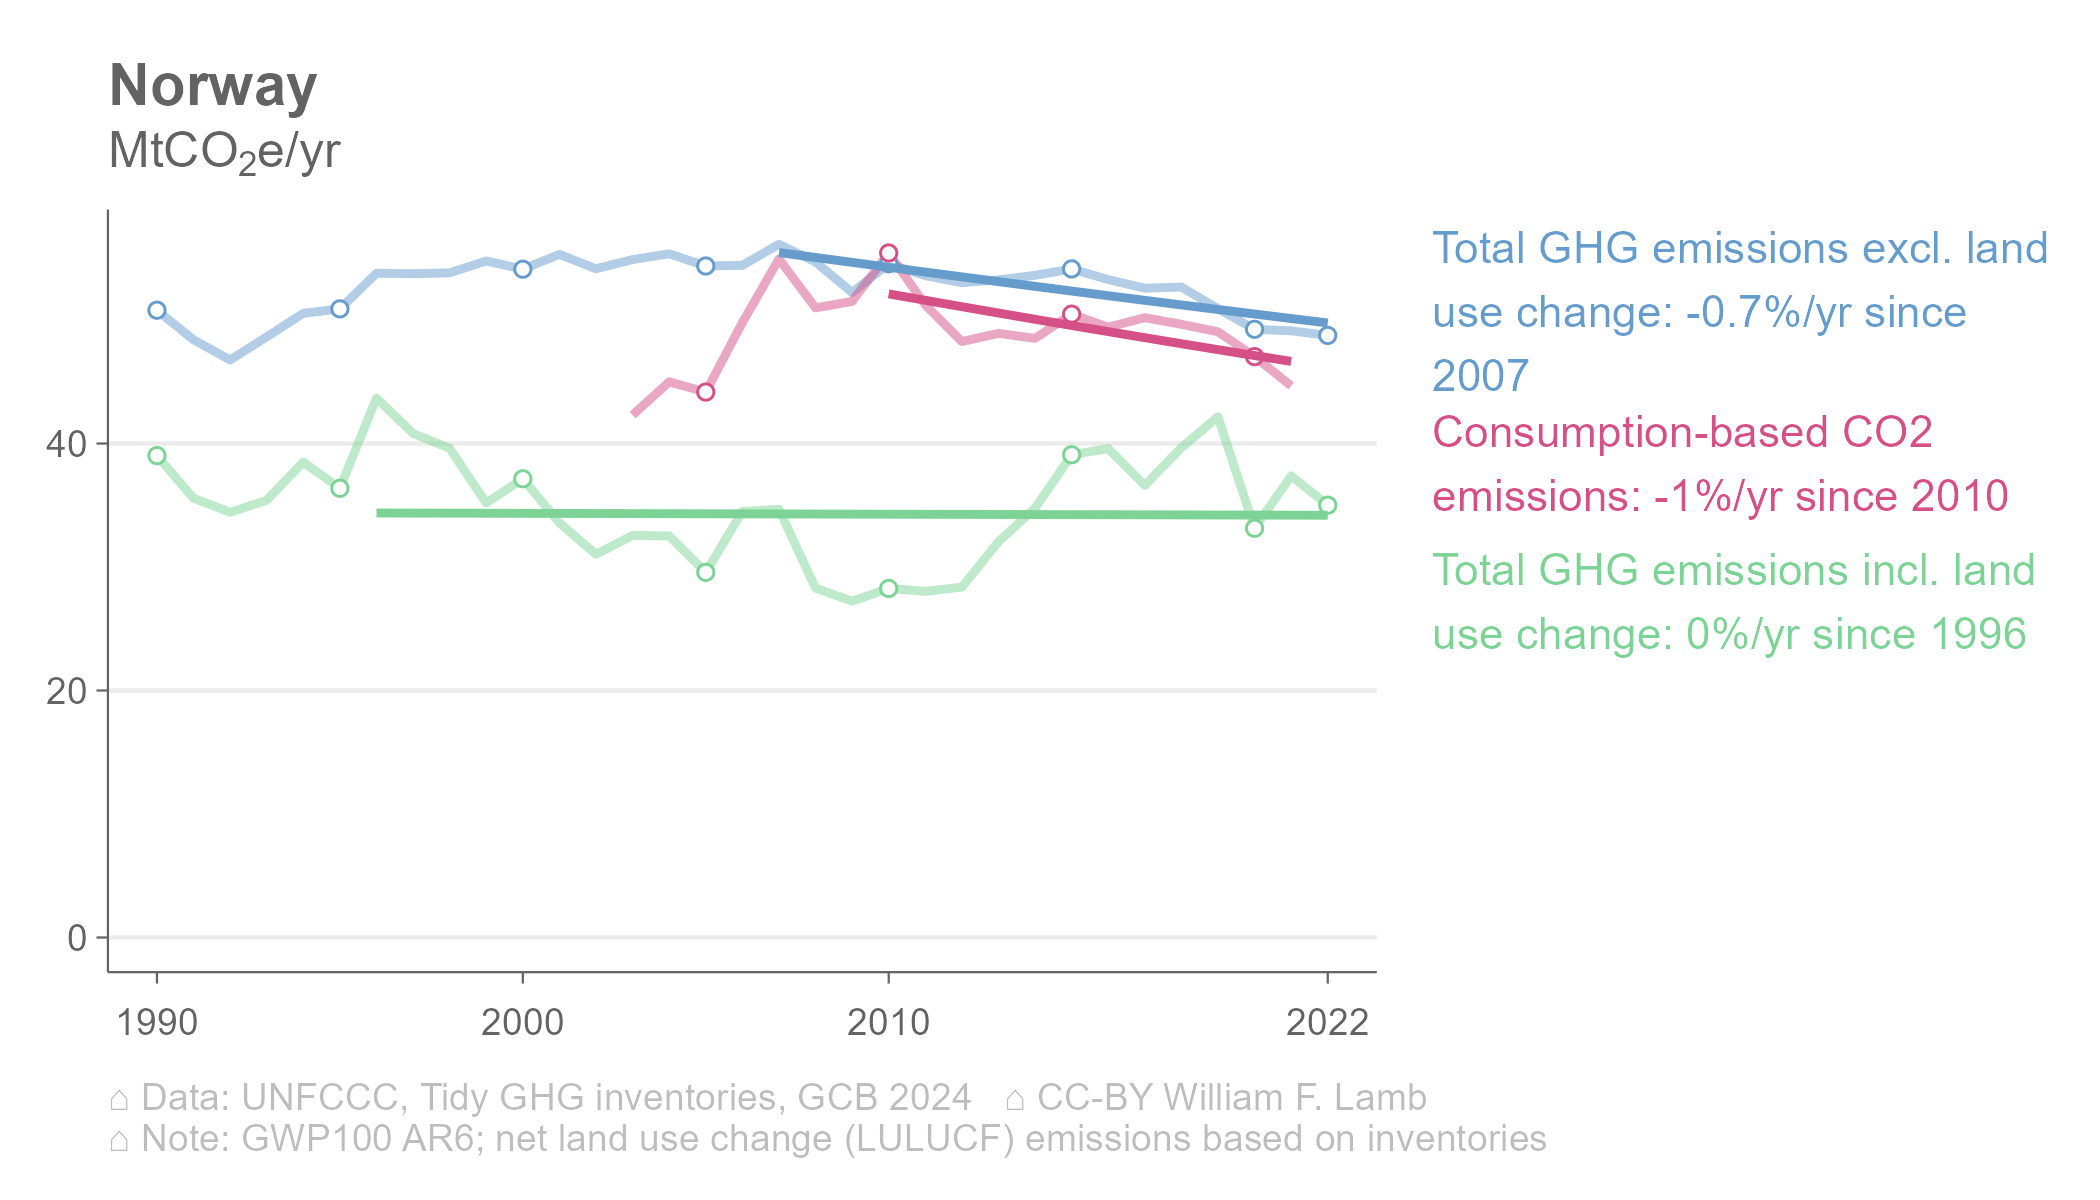 Norway
MtCO₂e/yr
Total GHG emissions excl. land
use change: -0.7%/yr since
2007
Consumption-based CO2
emissions: -1%/yr since 2010
Total GHG emissions incl. land
use change: 0%/yr since 1996
40
20
0
1990 2000 2010 2022
⌂ Data: UNFCCC, Tidy GHG inventories, GCB 2024 ⌂ CC-BY William F. Lamb
⌂ Note: GWP100 AR6; net land use change (LULUCF) emissions based on inventories